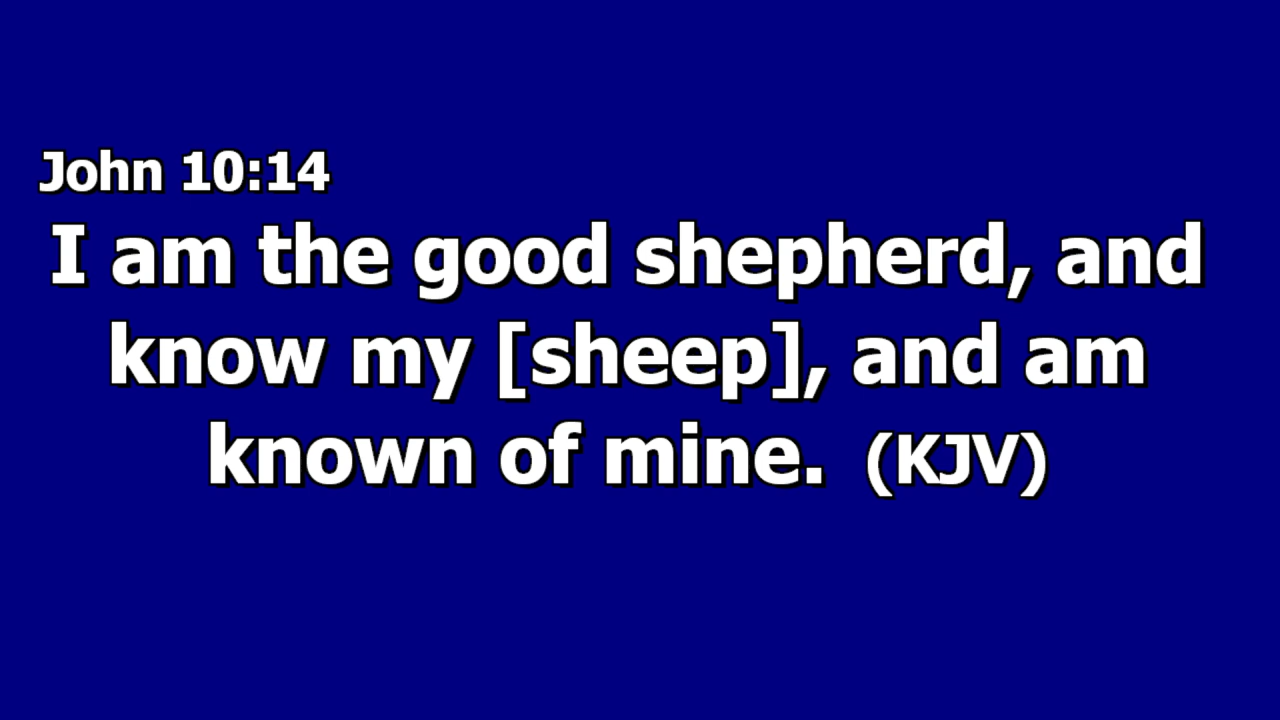 John 10:14
I am the good shepherd, and
know my [sheep], and am
known of mine. (KJV)